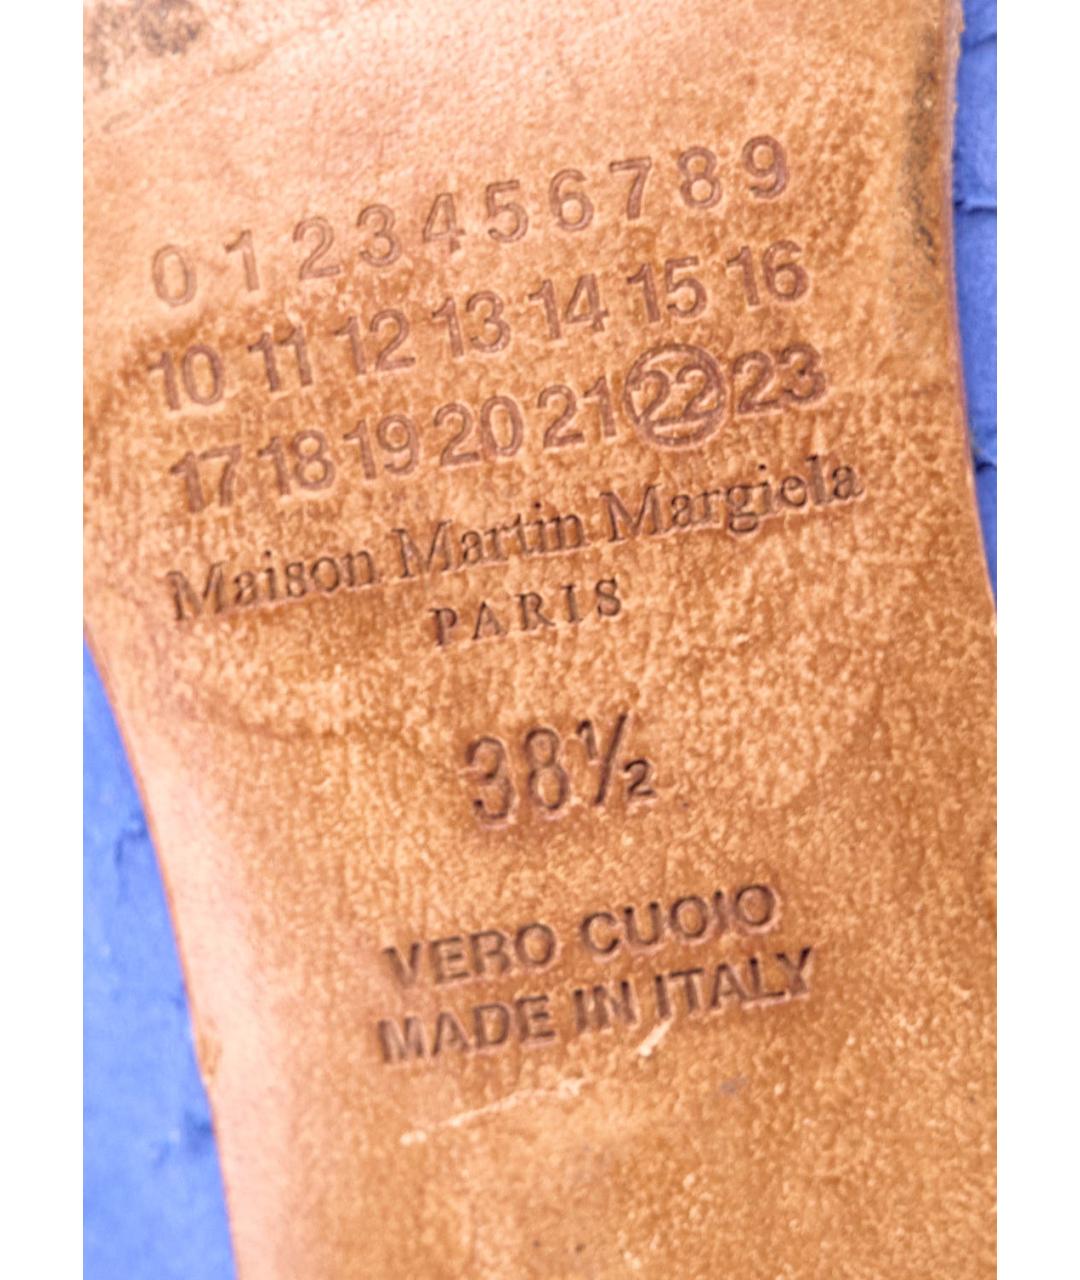 0 1 2 3 4 5 6 7 8 9
10 11 12 13 14 15 16
17 18 19 20 21 22 23
Maison Martin Margiela
PARIS
38½
VERO CUOIO
MADE IN ITALY